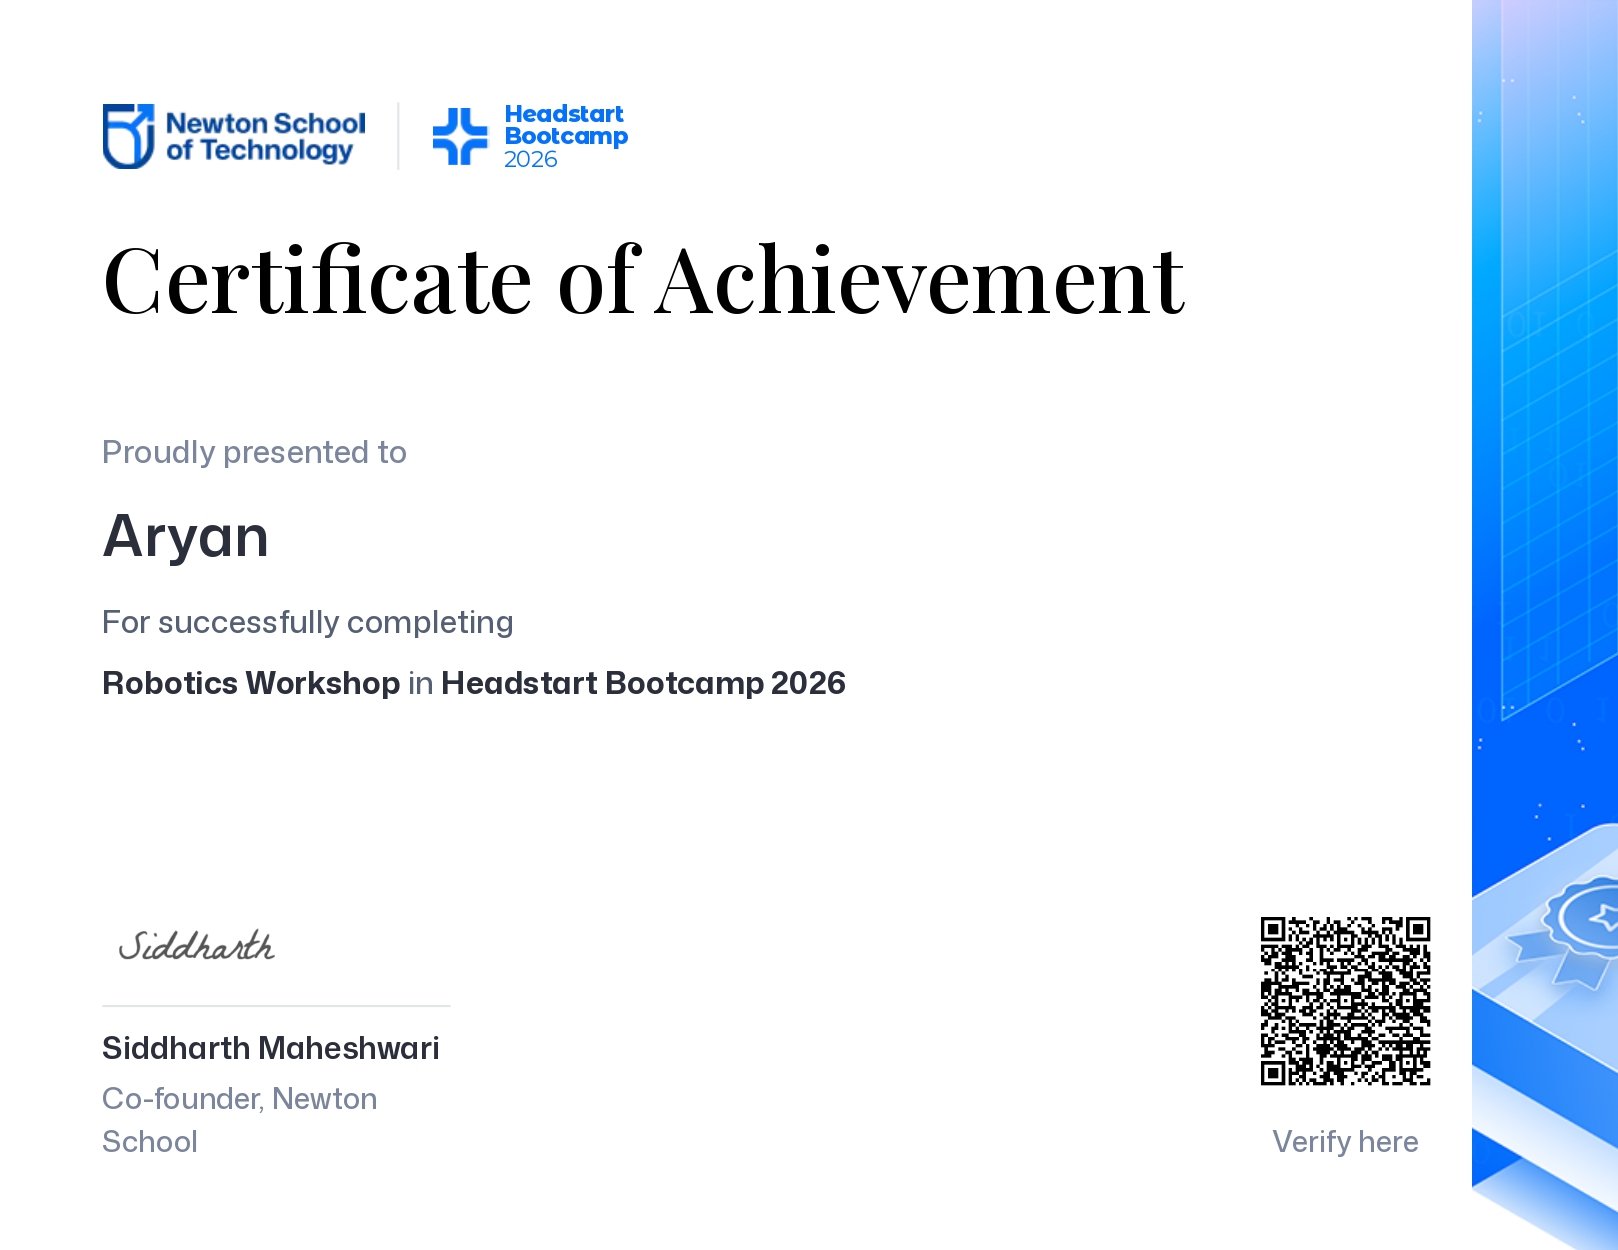 Newton School
of Technology
Headstart
Bootcamp
2026
Certificate of Achievement
Proudly presented to
Aryan
For successfully completing
Robotics Workshop in Headstart Bootcamp 2026
Siddharth
Siddharth Maheshwari
Co-founder, Newton
School
Verify here